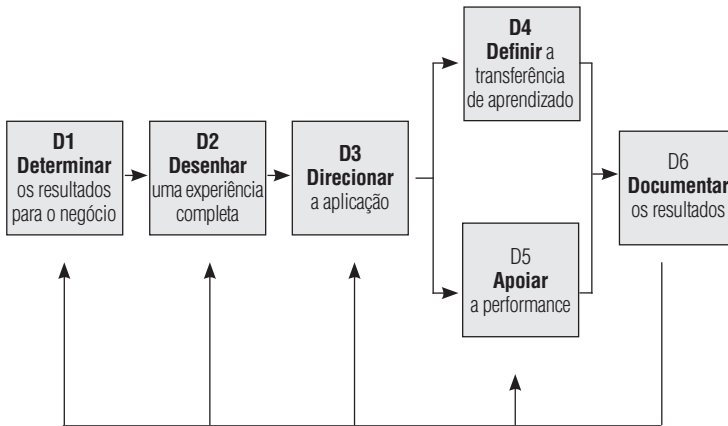 D1
Determinar
os resultados
para o negócio
D2
Desenhar
uma experiência
completa
D3
Direcionar
a aplicação
D4
Definir a
transferência
de aprendizado
D5
Apoiar
a performance
D6
Documentar
os resultados